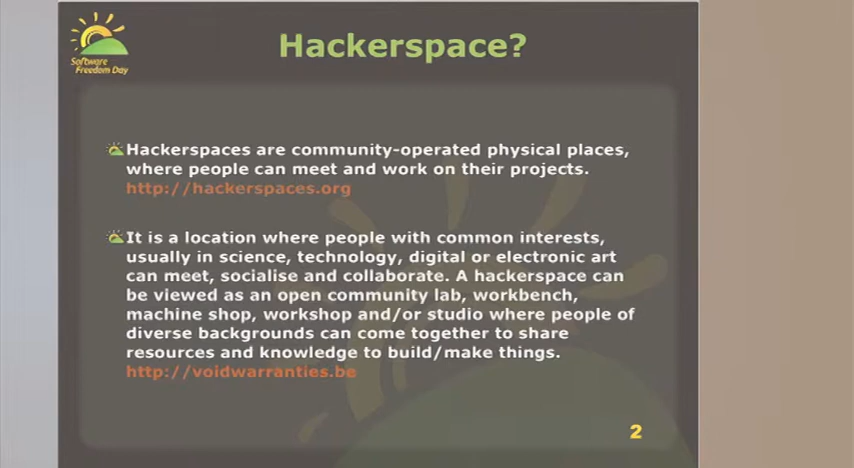 Software
Freedom Day
Hackerspace?
Hackerspaces are community-operated physical places,
where people can meet and work on their projects.
http://hackerspaces.org
It is a location where people with common interests,
usually in science, technology, digital or electronic art
can meet, socialise and collaborate. A hackerspace can
be viewed as an open community lab, workbench,
machine shop, workshop and/or studio where people of
diverse backgrounds can come together to share
resources and knowledge to build/make things.
http://voidwarranties.be
2